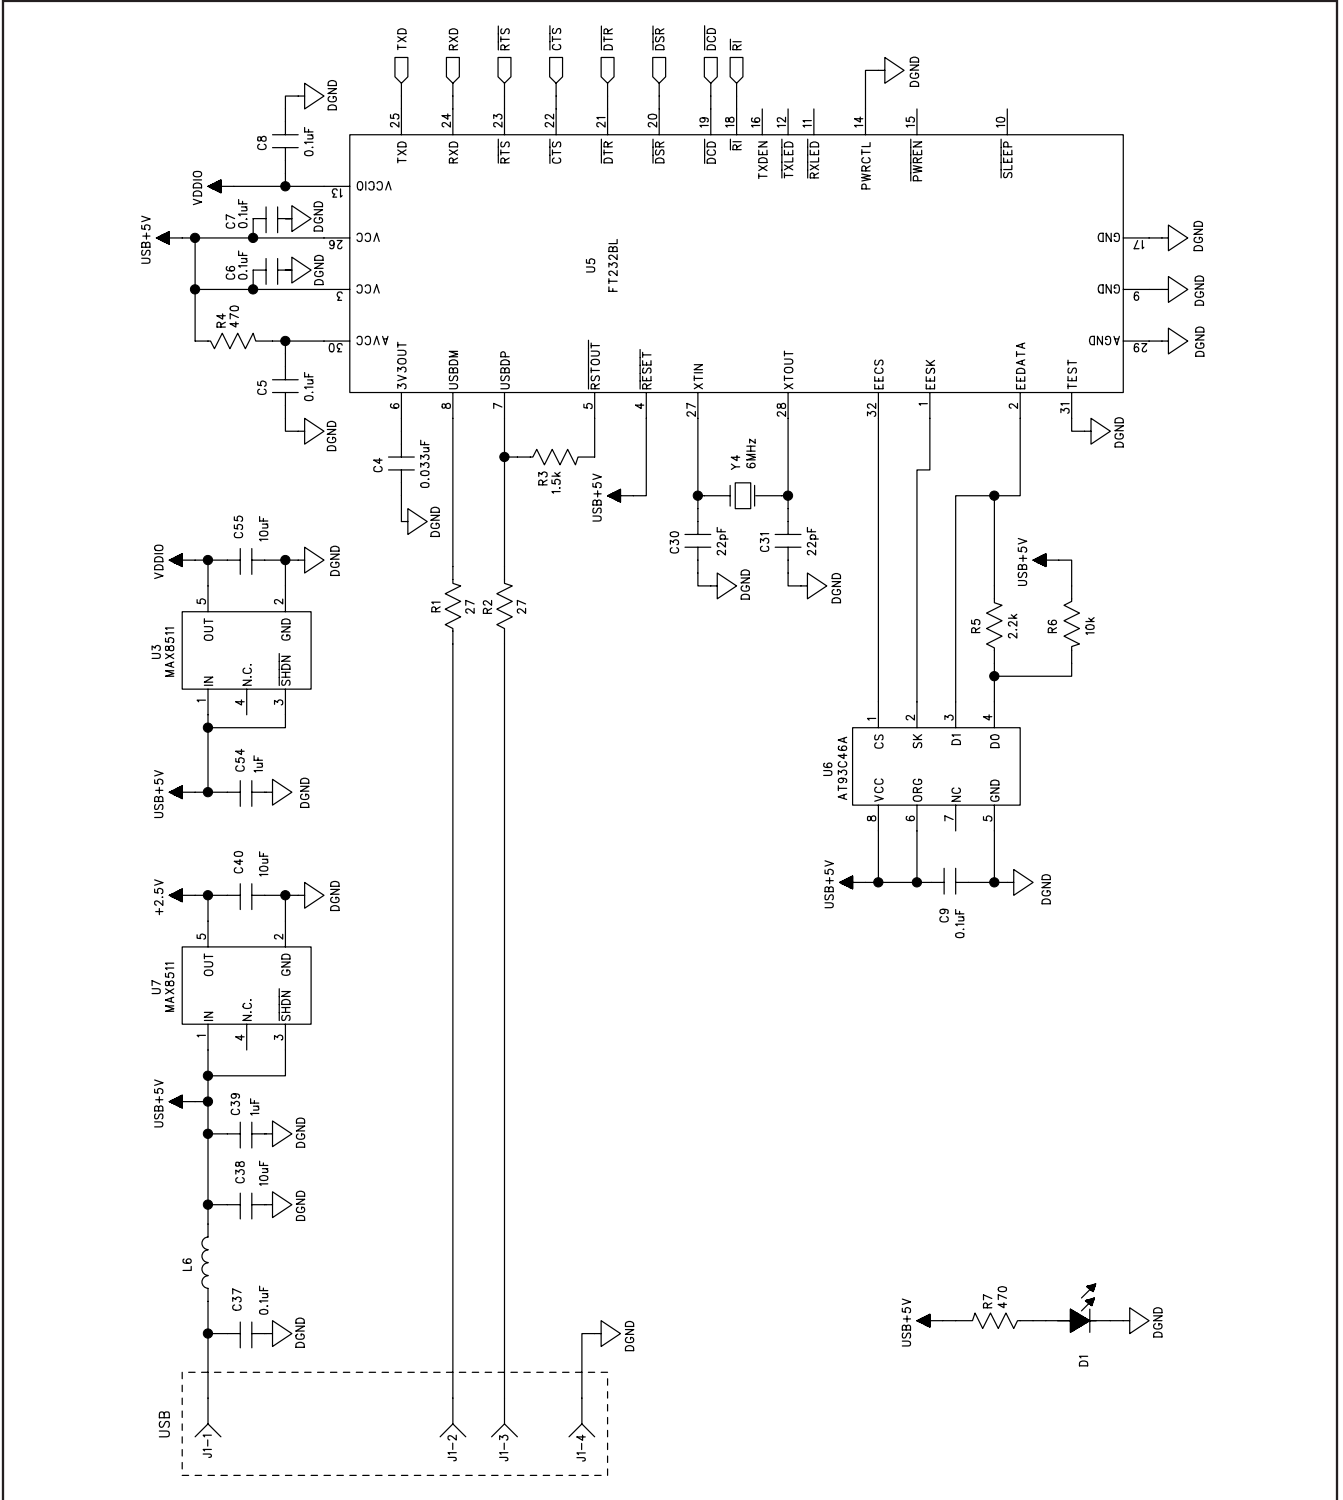 USB
J1-1
J1-2
J1-3
J1-4
DGND
C37
0.1uF
DGND
L6
C38
10uF
DGND
C39
1uF
DGND
USB+5V
U7
MAX8511
1
IN
4
N.C.
3
SHDN
OUT
5
GND
2
+2.5V
C40
10uF
DGND
USB+5V
C54
1uF
DGND
U3
MAX8511
1
IN
4
N.C.
3
SHDN
OUT
5
GND
2
VDDIO
C55
10uF
DGND
R1
27
R2
27
C4
0.033uF
DGND
R3
1.5k
USB+5V
C30
22pF
DGND
C31
22pF
DGND
Y4
6MHz
USB+5V
R4
470
C5
0.1uF
DGND
C6
0.1uF
DGND
C7
0.1uF
DGND
VDDIO
C8
0.1uF
DGND
U5
FT232BL
30
AVCC
3
VCC
26
VCC
13
VCCIO
6
3V3OUT
8
USBDM
7
USBDP
5
RSTOUT
4
RESET
27
XTIN
28
XTOUT
32
EECS
1
EESK
2
EEDATA
31
TEST
DGND
TXD
25
TXD
RXD
24
RXD
RTS
23
RTS
CTS
22
CTS
DTR
21
DTR
DSR
20
DSR
DCD
19
DCD
RI
18
RI
TXDEN
16
TXLED
12
RXLED
11
PWRCTL
14
DGND
PWREN
15
SLEEP
10
AGND
29
DGND
GND
9
DGND
GND
17
DGND
U6
AT93C46A
8
VCC
6
ORG
7
NC
5
GND
CS
1
SK
2
D1
3
D0
4
USB+5V
C9
0.1uF
DGND
R5
2.2k
R6
10k
USB+5V
USB+5V
R7
470
D1
DGND